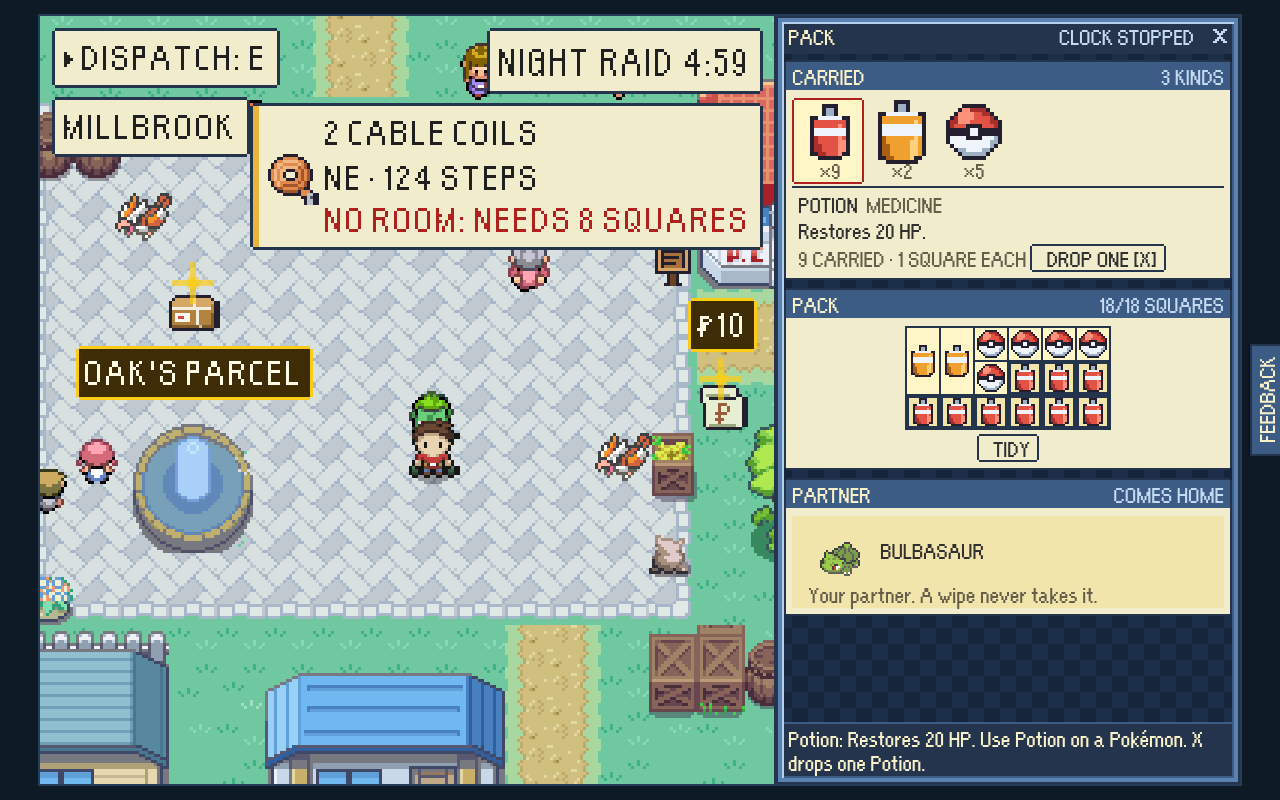 DISPATCH: E
NIGHT RAID 4:59
MILLBROOK
2 CABLE COILS
NE · 124 STEPS
NO ROOM: NEEDS 8 SQUARES
₽10
OAK'S PARCEL
₽
PACK
CLOCK STOPPED X
CARRIED
3 KINDS
×9
×2
×5
POTION MEDICINE
Restores 20 HP.
9 CARRIED · 1 SQUARE EACH
DROP ONE [X]
PACK
18/18 SQUARES
TIDY
PARTNER
COMES HOME
BULBASAUR
Your partner. A wipe never takes it.
Potion: Restores 20 HP. Use Potion on a Pokémon. X
drops one Potion.
FEEDBACK